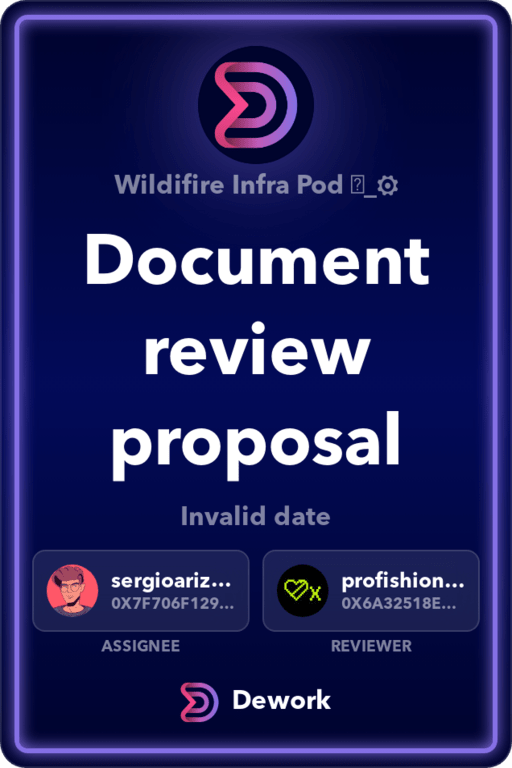 Wildifire Infra Pod ⍰_⚙
Document
review
proposal
Invalid date
sergioariz...
0X7F706F129...
profishion...
0X6A32518E...
ASSIGNEE
REVIEWER
Dework